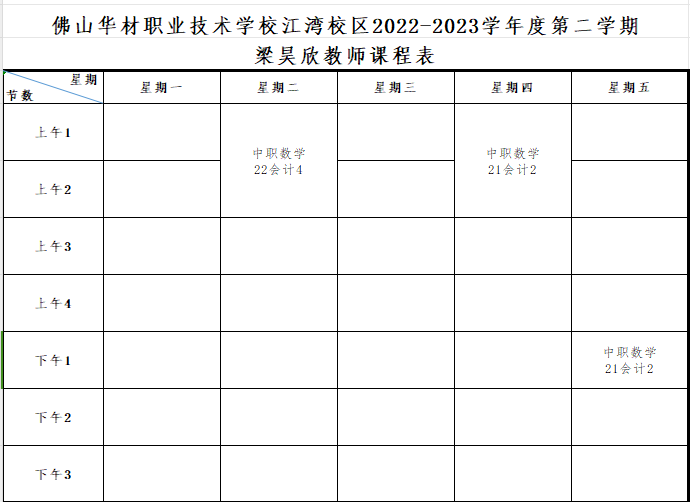 佛山华材职业技术学校江湾校区2022-2023学年度第二学期
梁昊欣教师课程表
星期
节数
星期一 星期二 星期三 星期四 星期五
上午1
中职数学 中职数学
22会计4 21会计2
上午2
上午3
上午4
下午1
中职数学
21会计2
下午2
下午3